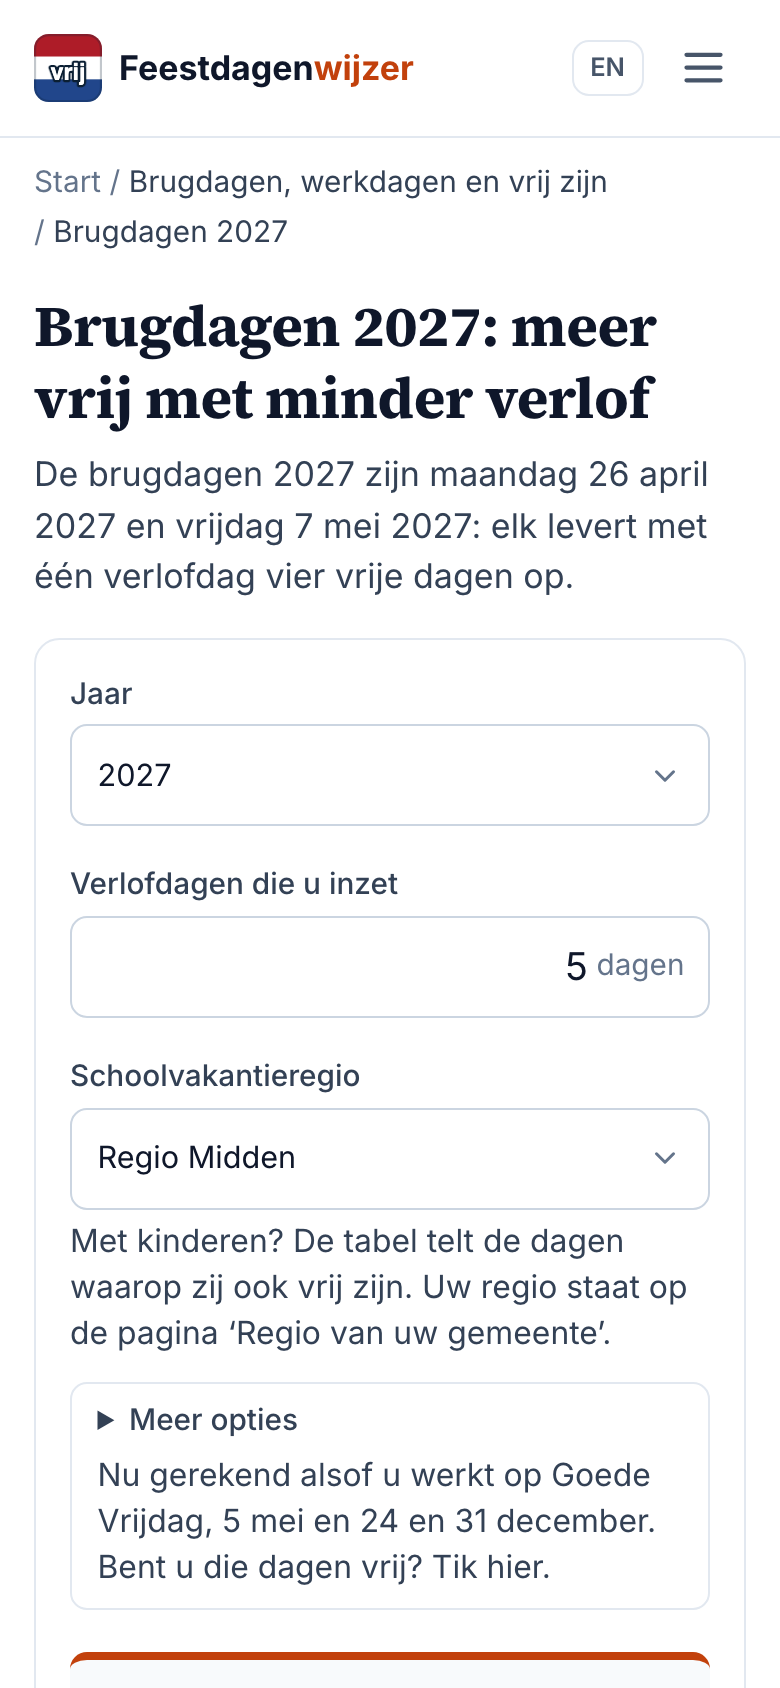 vrij Feestdagenwijzer EN
Start / Brugdagen, werkdagen en vrij zijn
/ Brugdagen 2027
Brugdagen 2027: meer
vrij met minder verlof
De brugdagen 2027 zijn maandag 26 april
2027 en vrijdag 7 mei 2027: elk levert met
één verlofdag vier vrije dagen op.
Jaar
2027
Verlofdagen die u inzet
5 dagen
Schoolvakantieregio
Regio Midden
Met kinderen? De tabel telt de dagen
waarop zij ook vrij zijn. Uw regio staat op
de pagina ‘Regio van uw gemeente’.
Meer opties
Nu gerekend alsof u werkt op Goede
Vrijdag, 5 mei en 24 en 31 december.
Bent u die dagen vrij? Tik hier.